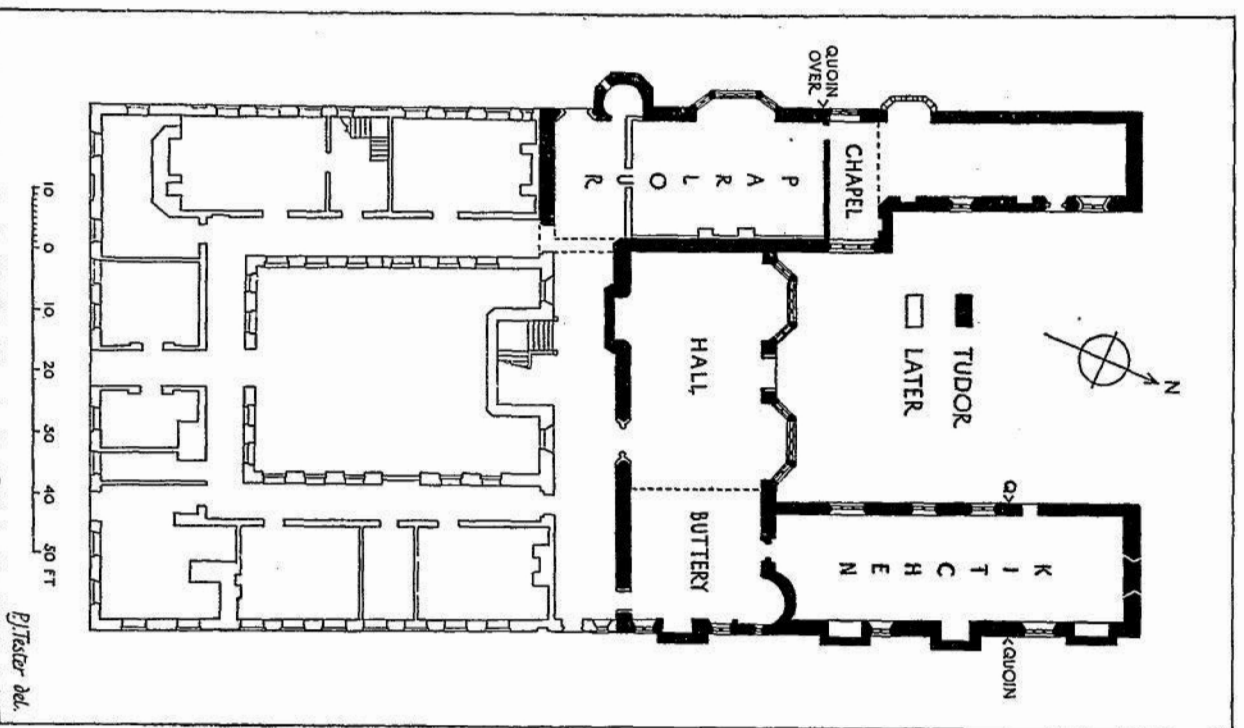 QUOIN
OVER
CHAPEL
PARLOUR
HALL
BUTTERY
KITCHEN
TUDOR
LATER
N
Q
QUOIN
10 0 10 20 30 40 50 FT
P.J.Tester del.